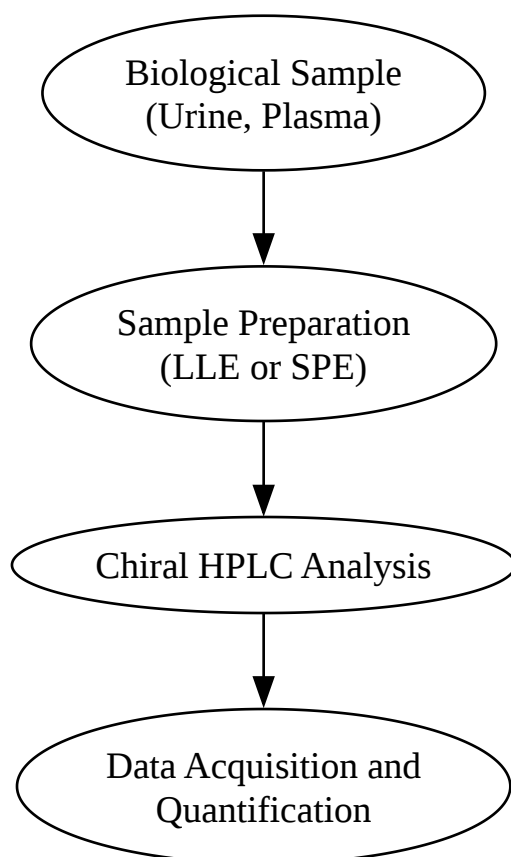 Biological Sample
(Urine, Plasma)
Sample Preparation
(LLE or SPE)
Chiral HPLC Analysis
Data Acquisition and
Quantification